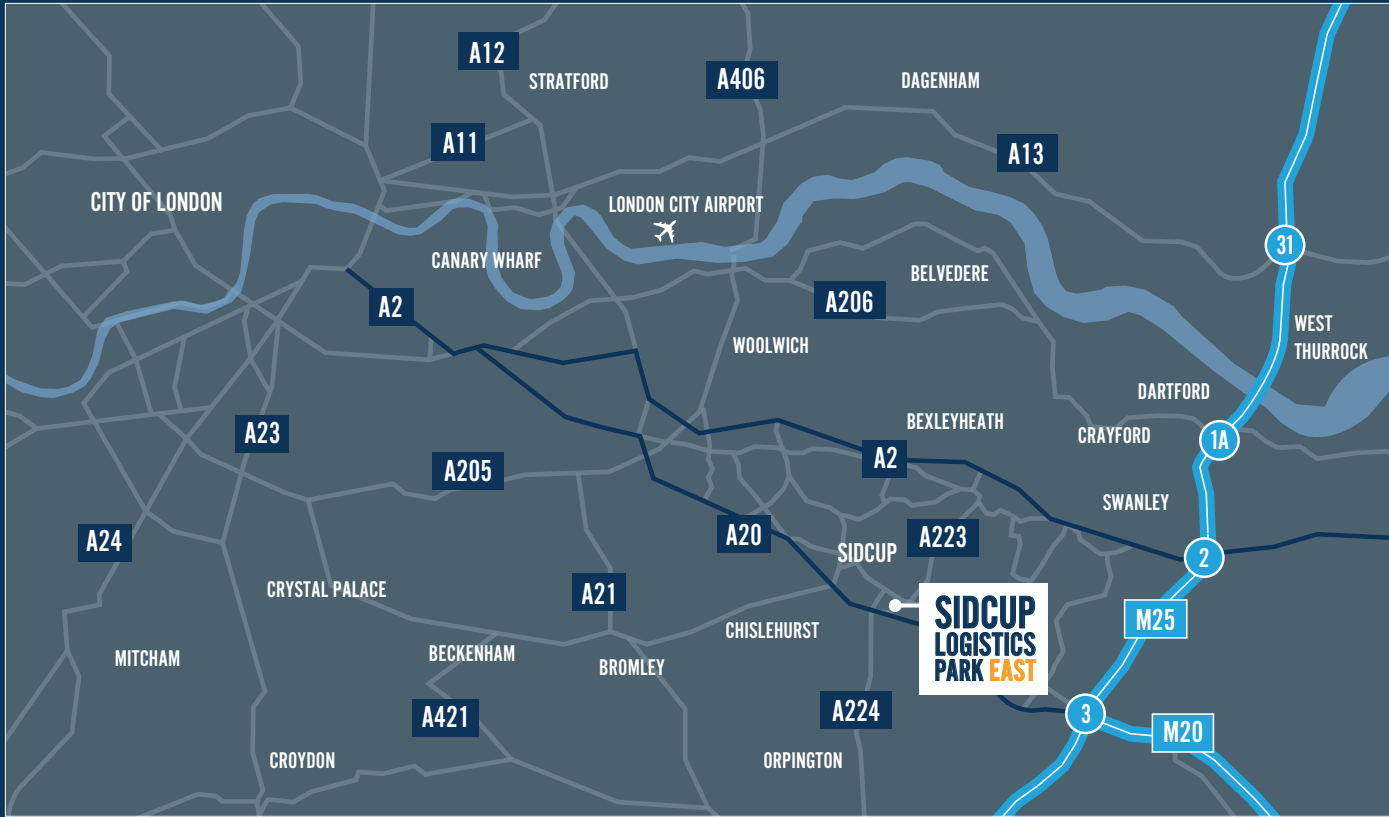 A12
STRATFORD
A406
DAGENHAM
A11
A13
CITY OF LONDON
LONDON CITY AIRPORT
31
CANARY WHARF
BELVEDERE
A2
A206
WEST
THURROCK
WOOLWICH
DARTFORD
A23
BEXLEYHEATH
CRAYFORD
1A
A205
A2
SWANLEY
A24
A20
SIDCUP
A223
2
CRYSTAL PALACE
A21
SIDCUP
LOGISTICS
PARK EAST
M25
CHISLEHURST
MITCHAM
BECKENHAM
BROMLEY
A421
A224
3
M20
CROYDON
ORPINGTON